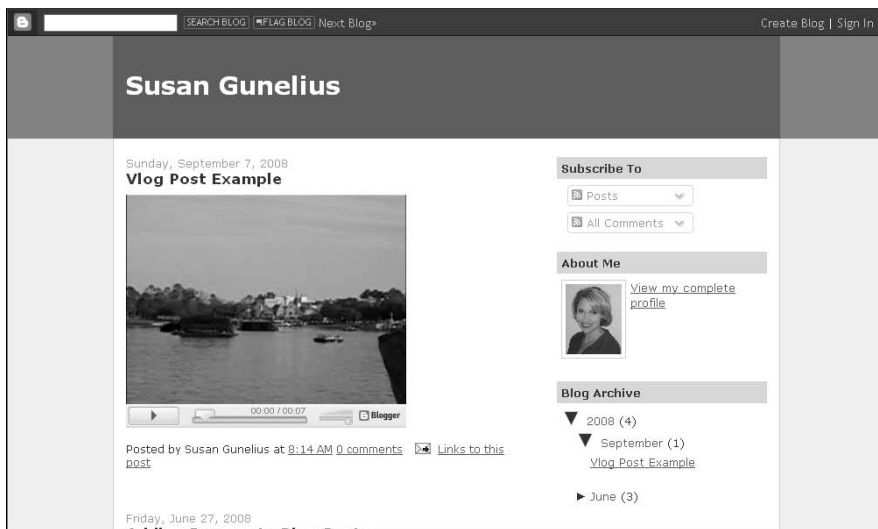 SEARCH BLOG FLAG BLOG Next Blog» Create Blog | Sign In
Susan Gunelius
Sunday, September 7, 2008
Vlog Post Example
00:00 / 00:07
Blogger
Posted by Susan Gunelius at 8:14 AM 0 comments Links to this
post
Friday, June 27, 2008
Subscribe To
Posts
All Comments
About Me
View my complete
profile
Blog Archive
▼ 2008 (4)
▼ September (1)
Vlog Post Example
► June (3)